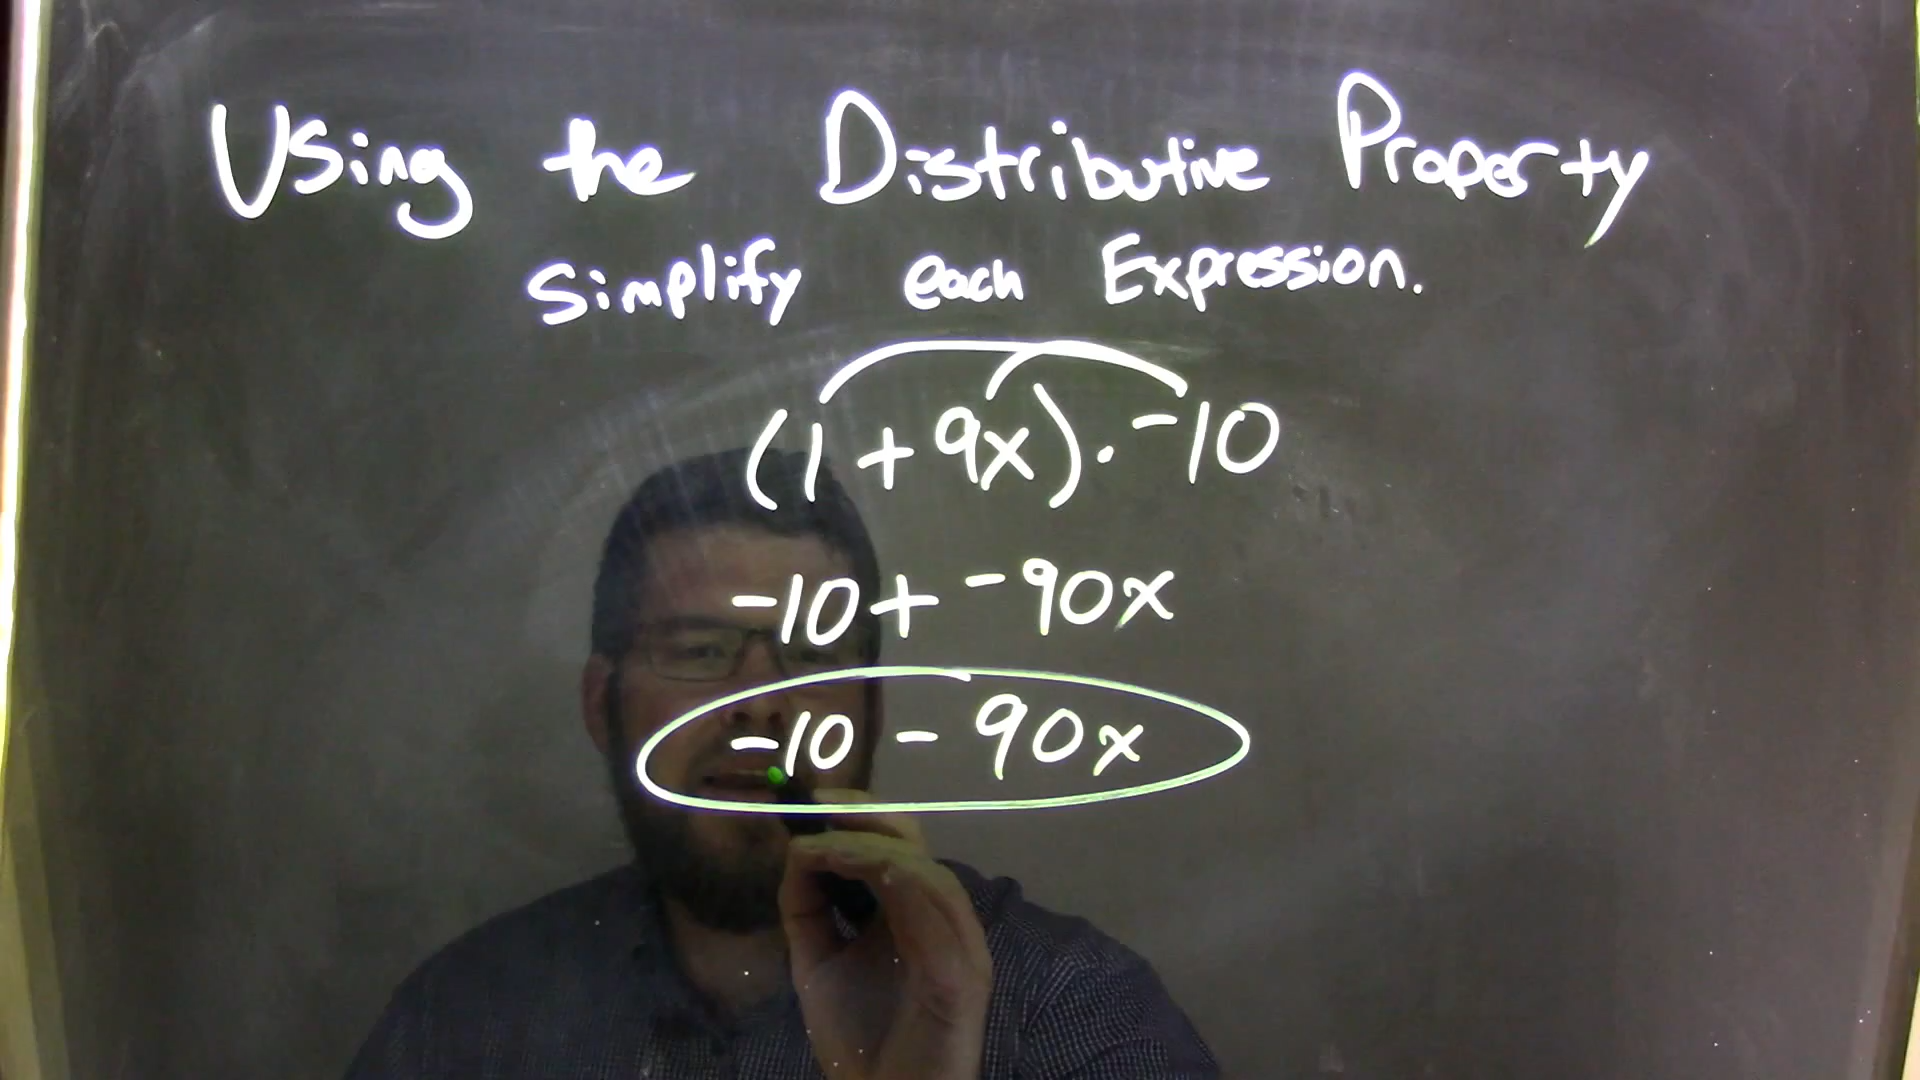 Using the Distributive Property
Simplify each Expression.
(1 + 9x) · -10
-10 + -90x
-10 - 90x